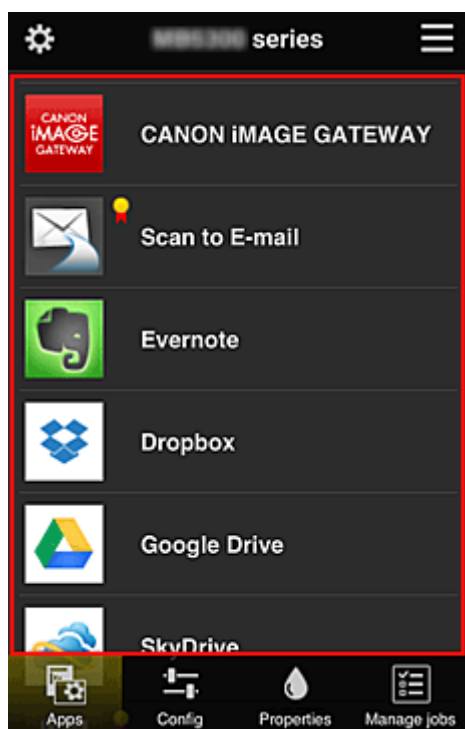 series
CANON
iMAGE
GATEWAY
CANON iMAGE GATEWAY
Scan to E-mail
Evernote
Dropbox
Google Drive
SkyDrive
Apps
Config
Properties
Manage jobs